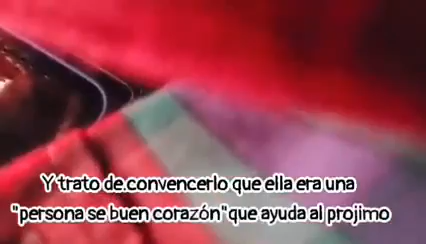 Y trato de convencerlo que ella era una
"persona se buen corazón"que ayuda al projimo